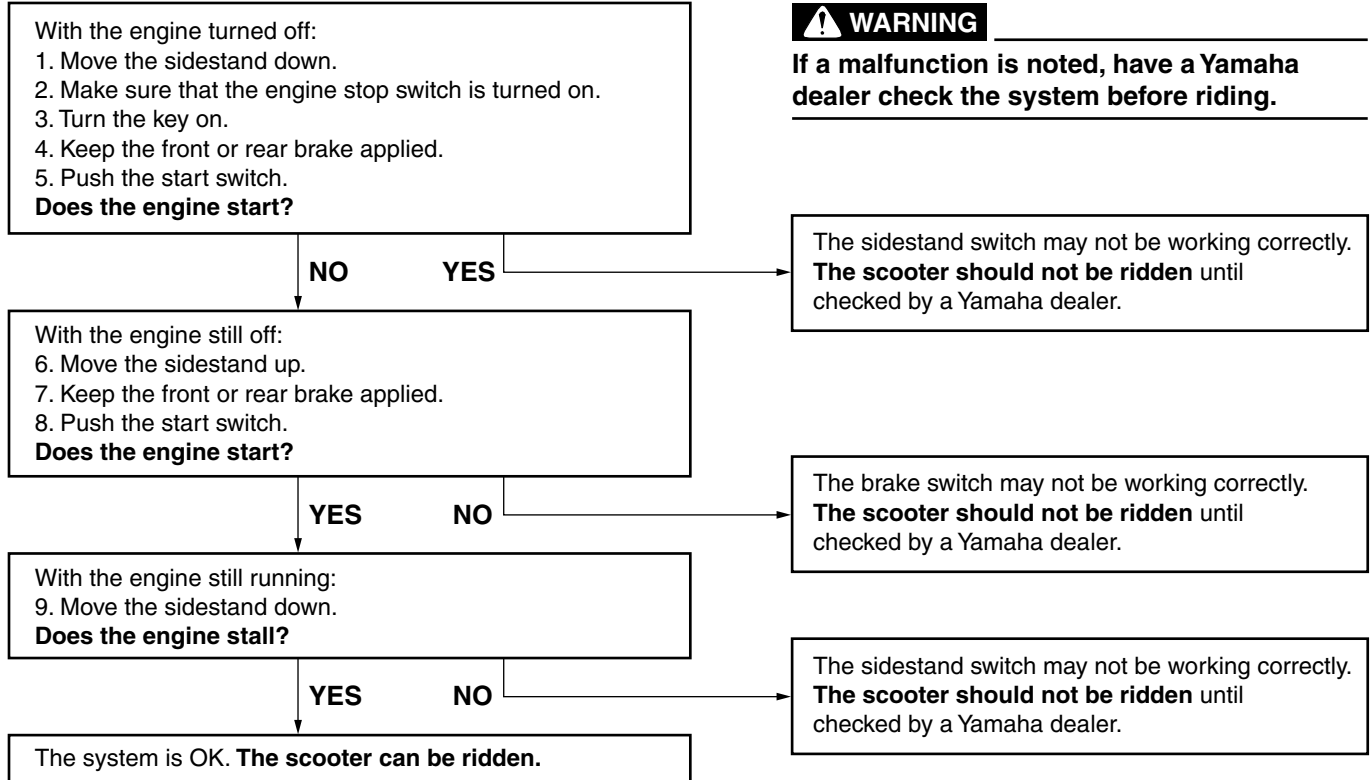 With the engine turned off:
1. Move the sidestand down.
2. Make sure that the engine stop switch is turned on.
3. Turn the key on.
4. Keep the front or rear brake applied.
5. Push the start switch.
Does the engine start?
WARNING
If a malfunction is noted, have a Yamaha
dealer check the system before riding.
NO YES
The sidestand switch may not be working correctly.
The scooter should not be ridden until
checked by a Yamaha dealer.
With the engine still off:
6. Move the sidestand up.
7. Keep the front or rear brake applied.
8. Push the start switch.
Does the engine start?
YES NO
The brake switch may not be working correctly.
The scooter should not be ridden until
checked by a Yamaha dealer.
With the engine still running:
9. Move the sidestand down.
Does the engine stall?
YES NO
The sidestand switch may not be working correctly.
The scooter should not be ridden until
checked by a Yamaha dealer.
The system is OK. The scooter can be ridden.